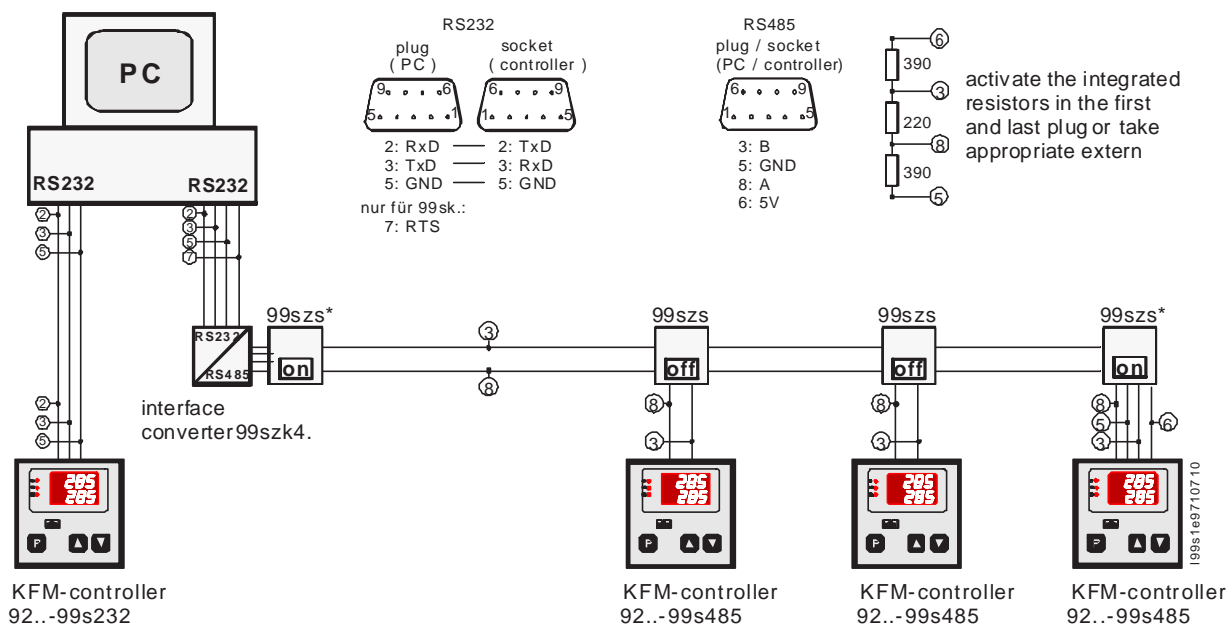 PC
RS232
RS232
2
3
5
2
3
5
7
RS232
plug
( PC )
socket
( controller )
9 6
5 1
6 9
1 5
2: RxD 2: TxD
3: TxD 3: RxD
5: GND 5: GND
nur für 99sk.:
7: RTS
RS485
plug / socket
(PC / controller)
6 9
1 5
3: B
5: GND
8: A
6: 5V
6
390
3
220
8
390
5
activate the integrated
resistors in the first
and last plug or take
appropriate extern
RS232
RS485
interface
converter 99szk4.
99szs*
on
3
8
99szs
off
99szs
off
99szs*
on
2
3
5
8
3
8
3
8
5
3
6
285
285
P
285
285
P
285
285
P
285
285
P
I99s1e9710710
KFM-controller
92..-99s232
KFM-controller
92..-99s485
KFM-controller
92..-99s485
KFM-controller
92..-99s485